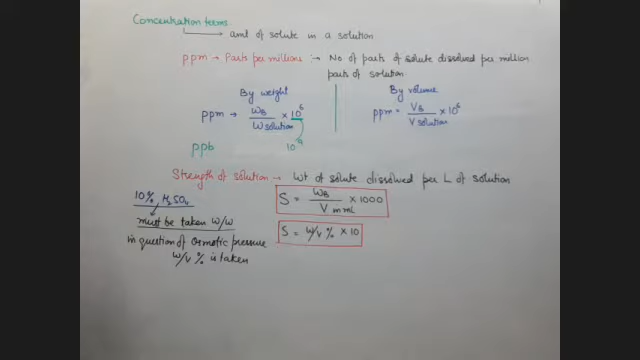 Concentration terms
→ amt of solute in a solution
ppm → Parts per millions :→ No of parts of solute dissolved per million parts of solution
By weight
ppm → W_B / W solution × 10^6
10^9
ppb
By volume
ppm = V_B / V solution × 10^6
Strength of solution → Wt of solute dissolved per L of solution
S = W_B / V in mL × 1000
S = W/V % × 10
10% H2SO4
must be taken W/W
in question of Osmotic pressure
W/V % is taken